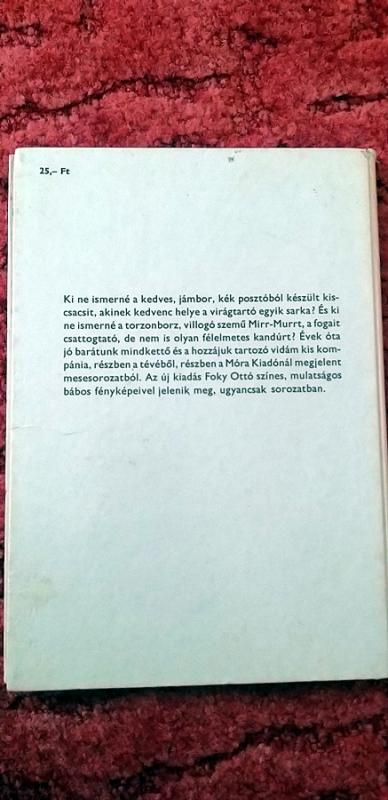 25,– Ft
Ki ne ismerné a kedves, jámbor, kék posztóból készült kis-
csacsit, akinek kedvenc helye a virágtartó egyik sarka? És ki
ne ismerné a torzonborz, villogó szemű Mirr-Murrt, a fogait
csattogtató, de nem is olyan félelmetes kandúrt? Évek óta
jó barátunk mindkettő és a hozzájuk tartozó vidám kis kom-
pánia, részben a tévéből, részben a Móra Kiadónál megjelent
mesesorozatból. Az új kiadás Foky Ottó színes, mulatságos
bábos fényképeivel jelenik meg, ugyancsak sorozatban.